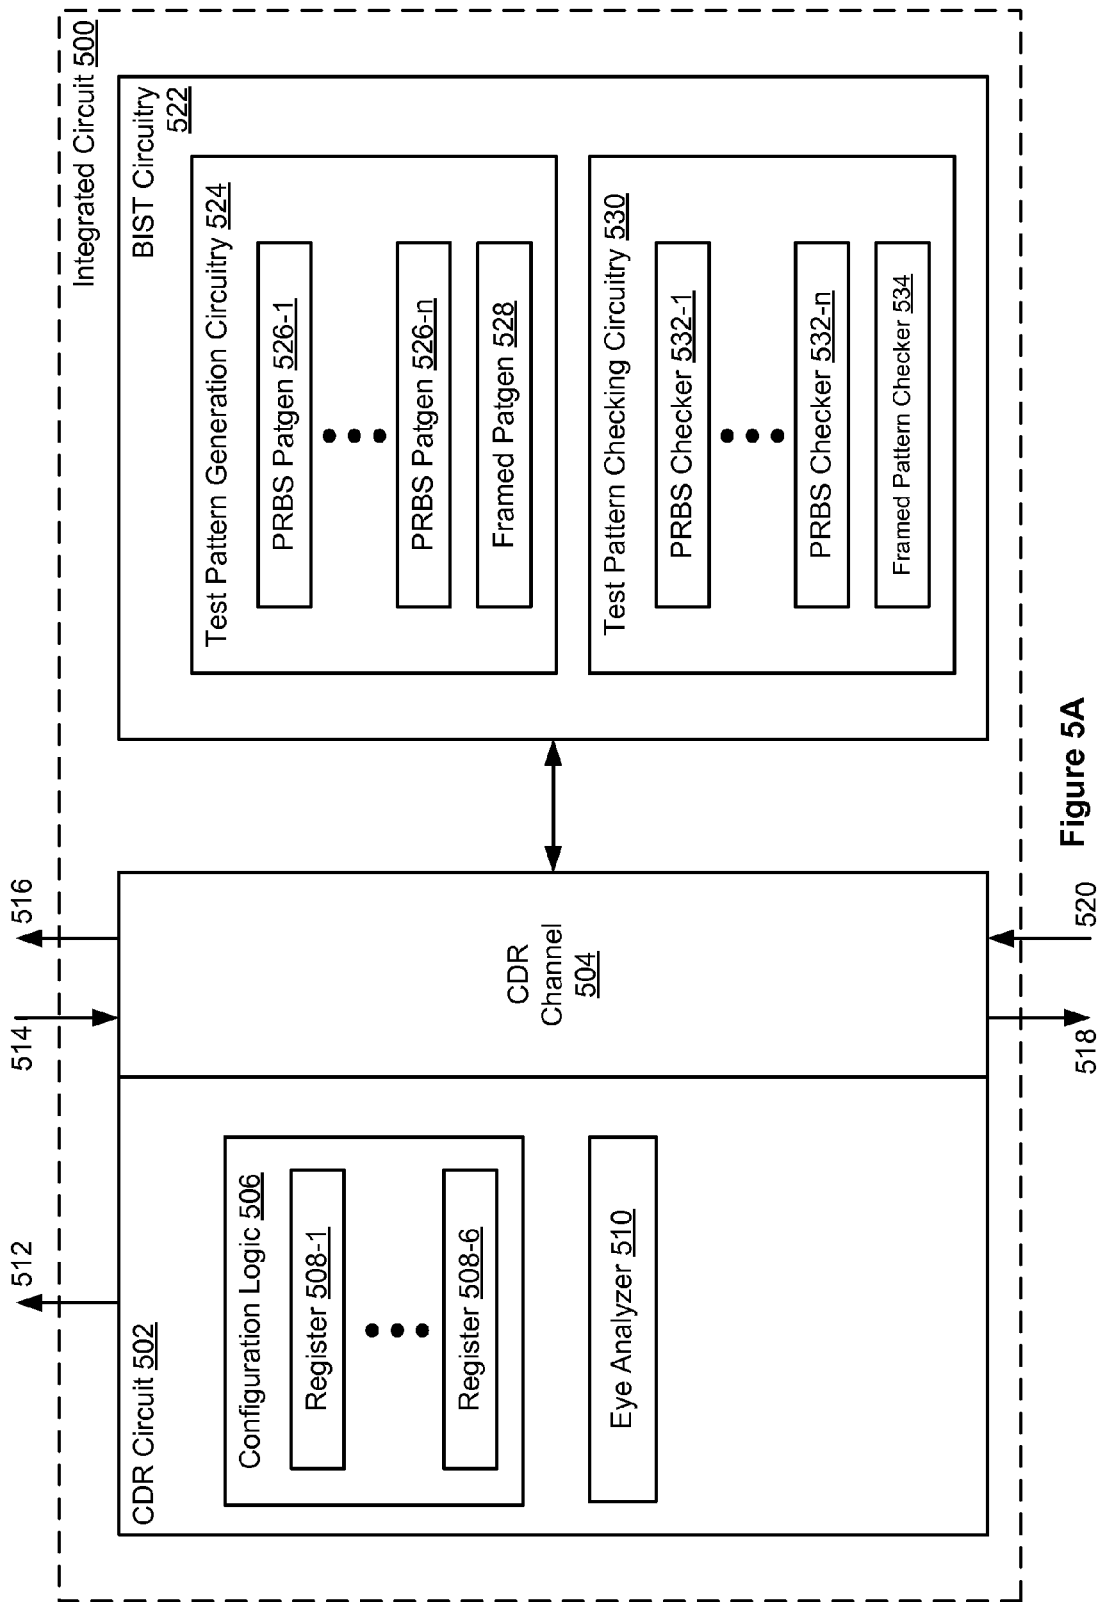 Integrated Circuit 500
512
514
516
CDR Circuit 502
Configuration Logic 506
Register 508-1
Register 508-6
Eye Analyzer 510
CDR
Channel
504
BIST Circuitry
522
Test Pattern Generation Circuitry 524
PRBS Patgen 526-1
PRBS Patgen 526-n
Framed Patgen 528
Test Pattern Checking Circuitry 530
PRBS Checker 532-1
PRBS Checker 532-n
Framed Pattern Checker 534
518
520
Figure 5A